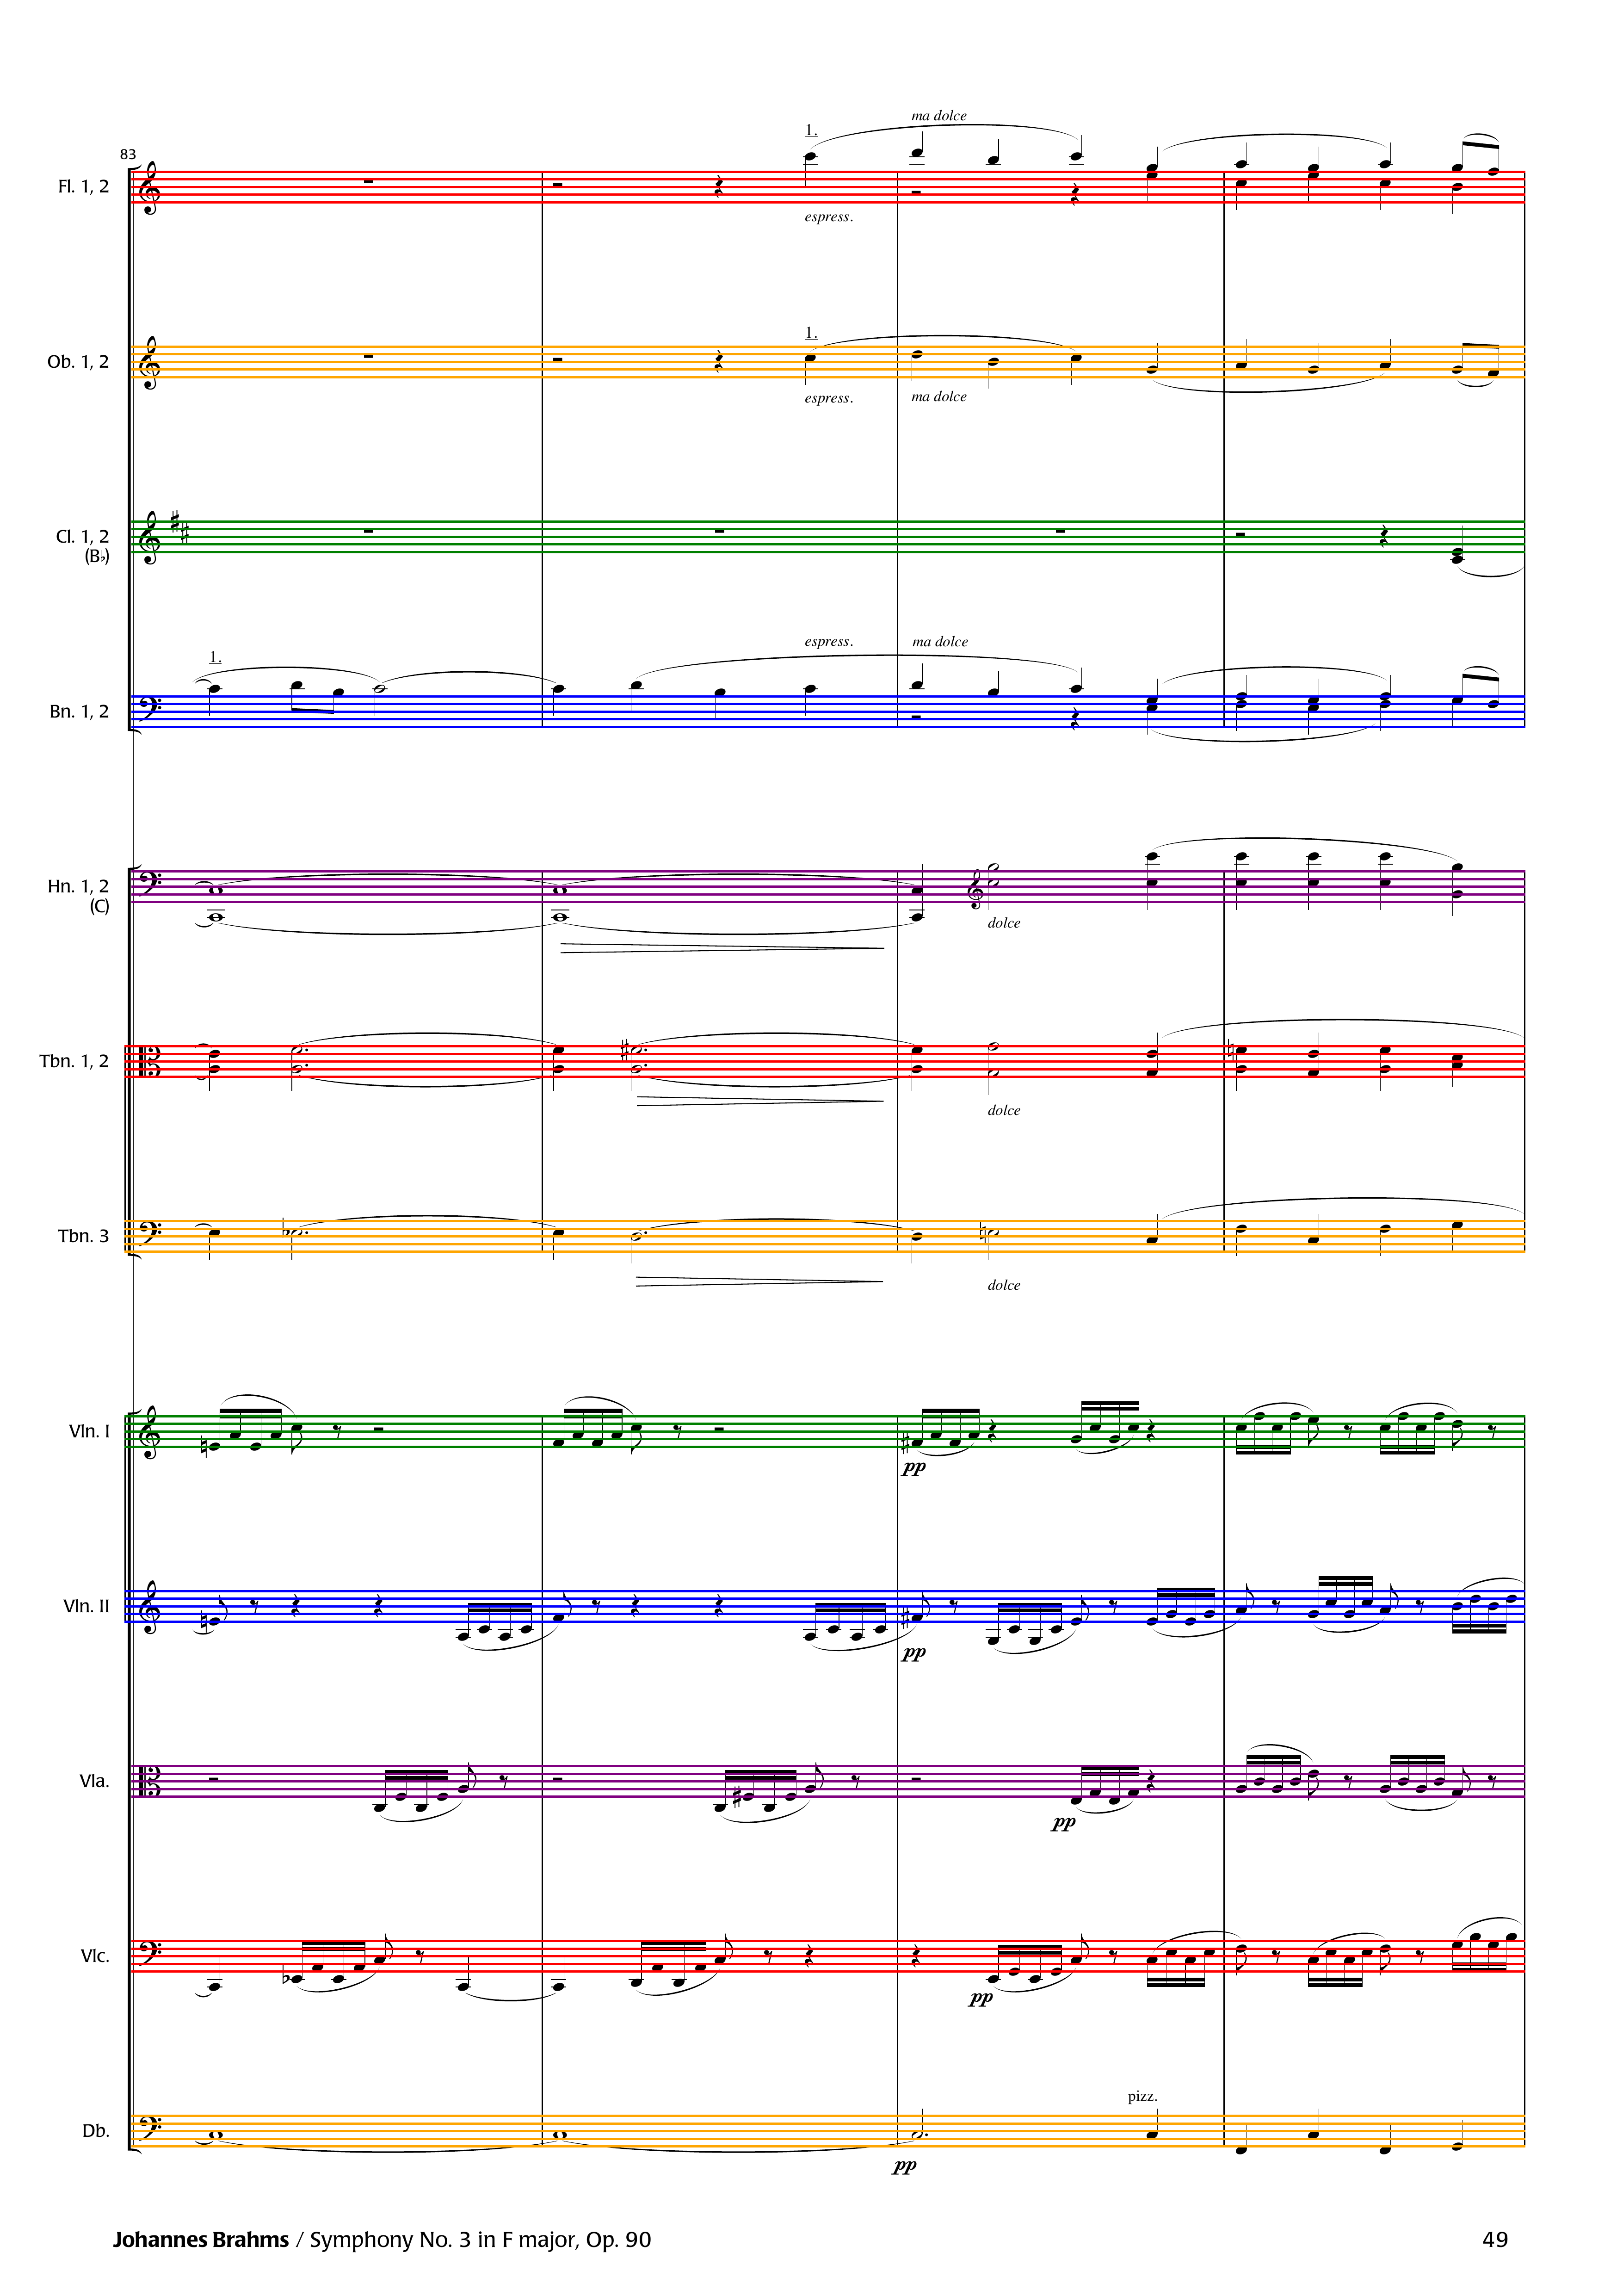 ma dolce
1.
83
Fl. 1, 2
espress.
1.
Ob. 1, 2
espress.
ma dolce
Cl. 1, 2
(B♭)
espress.
ma dolce
1.
Bn. 1, 2
Hn. 1, 2
(C)
dolce
Tbn. 1, 2
dolce
Tbn. 3
dolce
Vln. I
pp
Vln. II
pp
Vla.
pp
Vlc.
pp
pizz.
Db.
pp
Johannes Brahms / Symphony No. 3 in F major, Op. 90
49